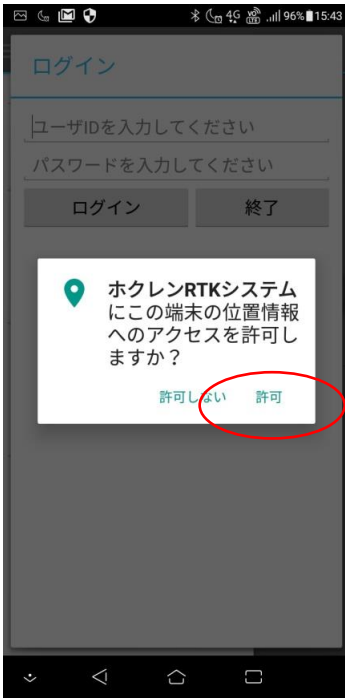 4G 96% 15:43
ログイン
ユーザIDを入力してください
パスワードを入力してください
ログイン 終了
ホクレンRTKシステム
にこの端末の位置情報
へのアクセスを許可し
ますか？
許可しない 許可